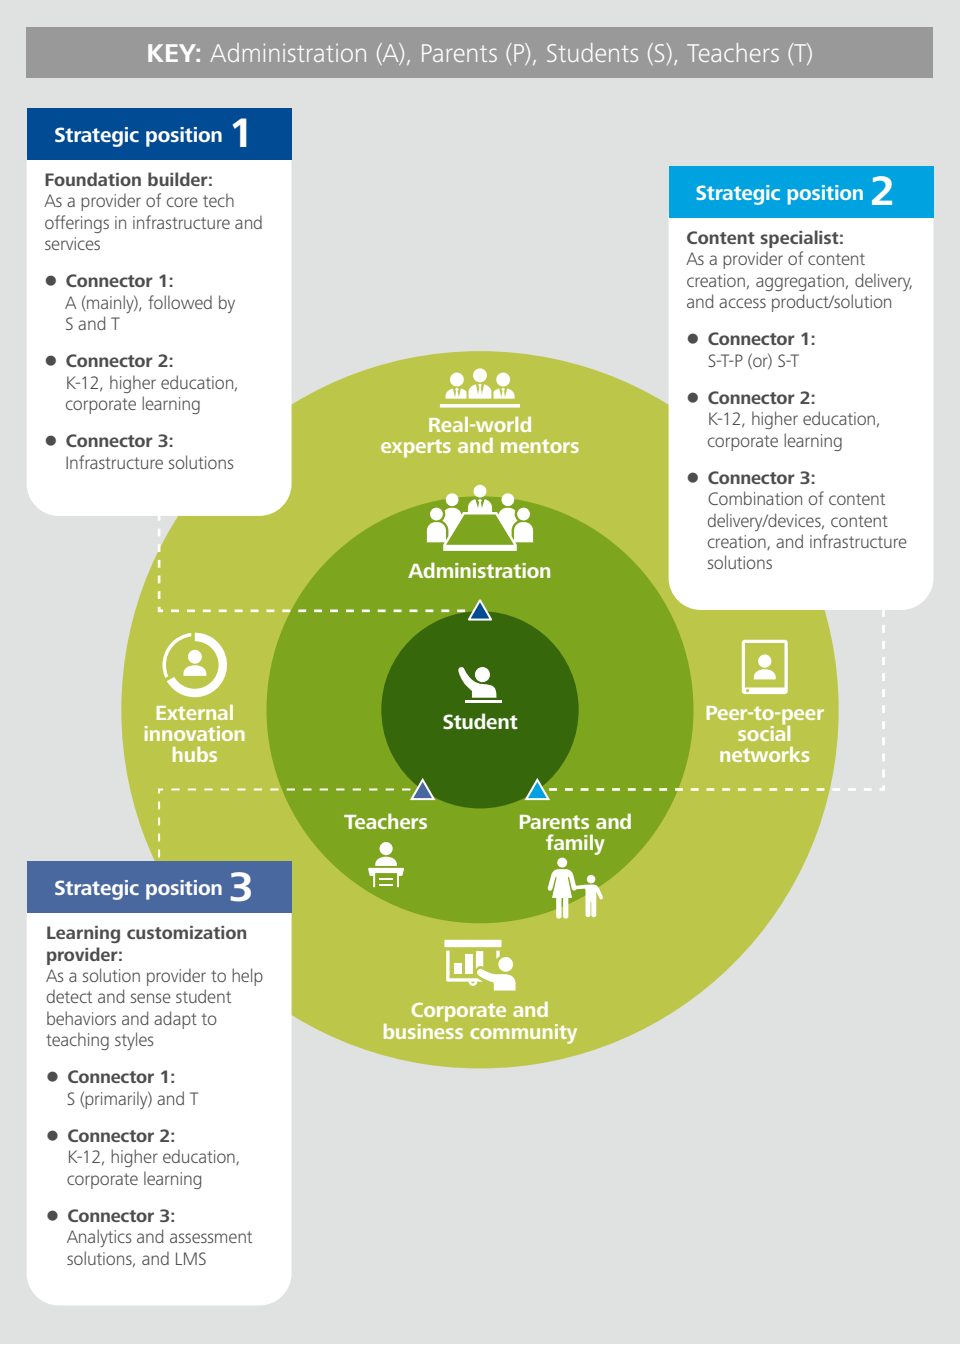 KEY: Administration (A), Parents (P), Students (S), Teachers (T)
Strategic position 1
Foundation builder:
As a provider of core tech
offerings in infrastructure and
services
● Connector 1:
A (mainly), followed by
S and T
● Connector 2:
K-12, higher education,
corporate learning
● Connector 3:
Infrastructure solutions
Strategic position 2
Content specialist:
As a provider of content
creation, aggregation, delivery,
and access product/solution
● Connector 1:
S-T-P (or) S-T
● Connector 2:
K-12, higher education,
corporate learning
● Connector 3:
Combination of content
delivery/devices, content
creation, and infrastructure
solutions
Real-world
experts and mentors
Administration
Student
External
innovation
hubs
Peer-to-peer
social
networks
Teachers
Parents and
family
Corporate and
business community
Strategic position 3
Learning customization
provider:
As a solution provider to help
detect and sense student
behaviors and adapt to
teaching styles
● Connector 1:
S (primarily) and T
● Connector 2:
K-12, higher education,
corporate learning
● Connector 3:
Analytics and assessment
solutions, and LMS